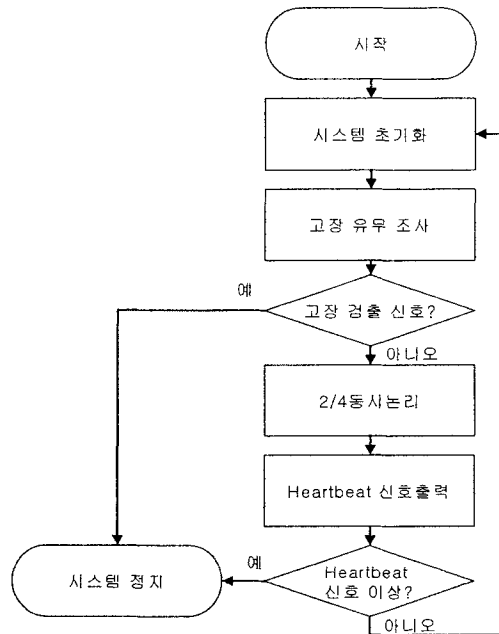 시작
시스템 초기화
고장 유무 조사
예
고장 검출 신호?
아니오
2/4동시논리
Heartbeat 신호출력
예
시스템 정지
Heartbeat
신호 이상?
아니오